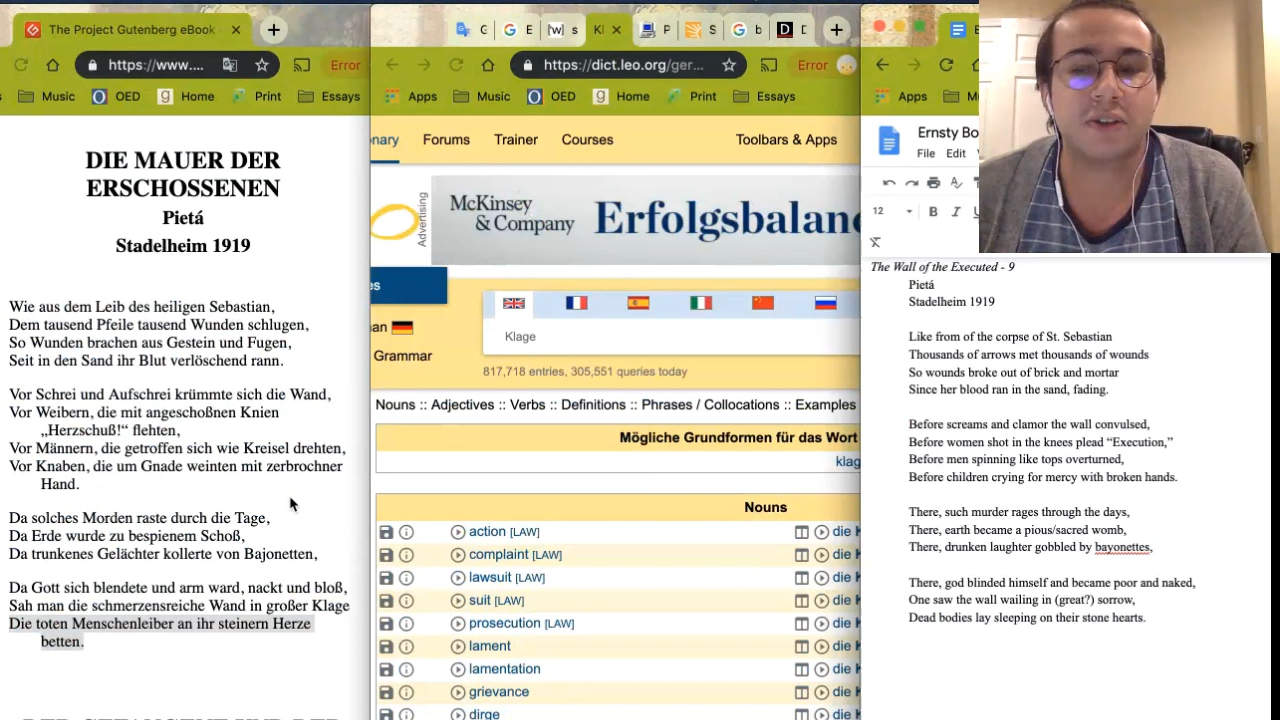 The Project Gutenberg eBook
https://www....
Error
Music
OED
Home
Print
Essays
DIE MAUER DER
ERSCHOSSENEN
Pietá
Stadelheim 1919
Wie aus dem Leib des heiligen Sebastian,
Dem tausend Pfeile tausend Wunden schlugen,
So Wunden brachen aus Gestein und Fugen,
Seit in den Sand ihr Blut verlöschend rann.
Vor Schrei und Aufschrei krümmte sich die Wand,
Vor Weibern, die mit angeschoßnen Knien
„Herzschuß!“ flehten,
Vor Männern, die getroffen sich wie Kreisel drehten,
Vor Knaben, die um Gnade weinten mit zerbrochner
Hand.
Da solches Morden raste durch die Tage,
Da Erde wurde zu bespienem Schoß,
Da trunkenes Gelächter kollerte von Bajonetten,
Da Gott sich blendete und arm ward, nackt und bloß,
Sah man die schmerzensreiche Wand in großer Klage
Die toten Menschenleiber an ihr steinern Herze
betten.
G
E
s
P
S
b
D
https://dict.leo.org/ger...
Error
Apps
Music
OED
Home
Print
Essays
onary
Forums
Trainer
Courses
Toolbars & Apps
Advertising
McKinsey
& Company
Erfolgsbalanc
es
an
Grammar
Klage
817,718 entries, 305,551 queries today
Nouns :: Adjectives :: Verbs :: Definitions :: Phrases / Collocations :: Examples
Mögliche Grundformen für das Wort
klag
Nouns
action [LAW]
die K
complaint [LAW]
die K
lawsuit [LAW]
die K
suit [LAW]
die K
prosecution [LAW]
die K
lament
die K
lamentation
die K
grievance
die K
dirge
die K
Apps
Ernsty Bo
File
Edit
12
B
I
The Wall of the Executed - 9
Pietá
Stadelheim 1919
Like from of the corpse of St. Sebastian
Thousands of arrows met thousands of wounds
So wounds broke out of brick and mortar
Since her blood ran in the sand, fading.
Before screams and clamor the wall convulsed,
Before women shot in the knees plead “Execution,”
Before men spinning like tops overturned,
Before children crying for mercy with broken hands.
There, such murder rages through the days,
There, earth became a pious/sacred womb,
There, drunken laughter gobbled by bayonettes,
There, god blinded himself and became poor and naked,
One saw the wall wailing in (great?) sorrow,
Dead bodies lay sleeping on their stone hearts.